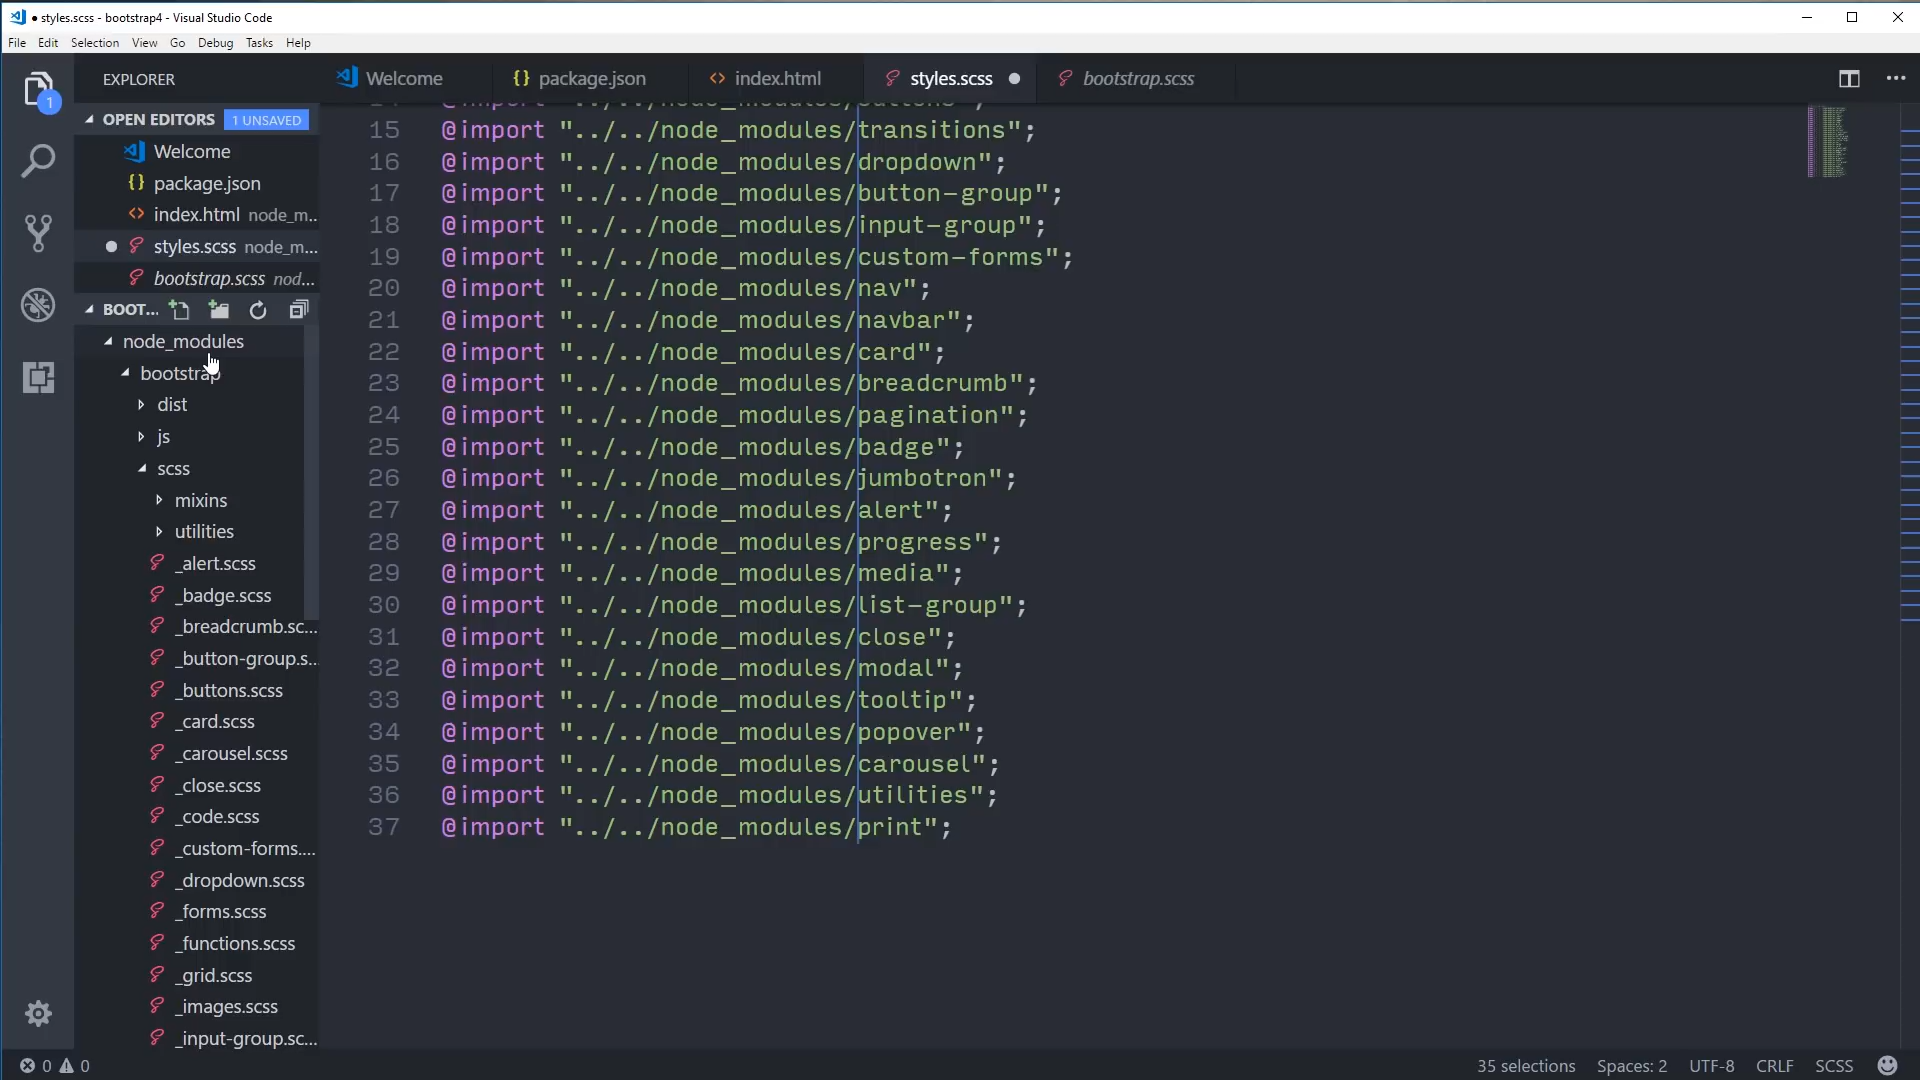 styles.scss - bootstrap4 - Visual Studio Code
File Edit Selection View Go Debug Tasks Help
EXPLORER
Welcome
{} package.json
<> index.html
styles.scss ●
bootstrap.scss
1
OPEN EDITORS 1 UNSAVED
Welcome
{} package.json
<> index.html node_m...
styles.scss node_m...
bootstrap.scss nod...
BOOT...
node_modules
bootstrap
dist
js
scss
mixins
utilities
_alert.scss
_badge.scss
_breadcrumb.sc...
_button-group.s...
_buttons.scss
_card.scss
_carousel.scss
_close.scss
_code.scss
_custom-forms....
_dropdown.scss
_forms.scss
_functions.scss
_grid.scss
_images.scss
_input-group.sc...
15 @import "../../node_modules/transitions";
16 @import "../../node_modules/dropdown";
17 @import "../../node_modules/button-group";
18 @import "../../node_modules/input-group";
19 @import "../../node_modules/custom-forms";
20 @import "../../node_modules/nav";
21 @import "../../node_modules/navbar";
22 @import "../../node_modules/card";
23 @import "../../node_modules/breadcrumb";
24 @import "../../node_modules/pagination";
25 @import "../../node_modules/badge";
26 @import "../../node_modules/jumbotron";
27 @import "../../node_modules/alert";
28 @import "../../node_modules/progress";
29 @import "../../node_modules/media";
30 @import "../../node_modules/list-group";
31 @import "../../node_modules/close";
32 @import "../../node_modules/modal";
33 @import "../../node_modules/tooltip";
34 @import "../../node_modules/popover";
35 @import "../../node_modules/carousel";
36 @import "../../node_modules/utilities";
37 @import "../../node_modules/print";
0 0
35 selections Spaces: 2 UTF-8 CRLF SCSS